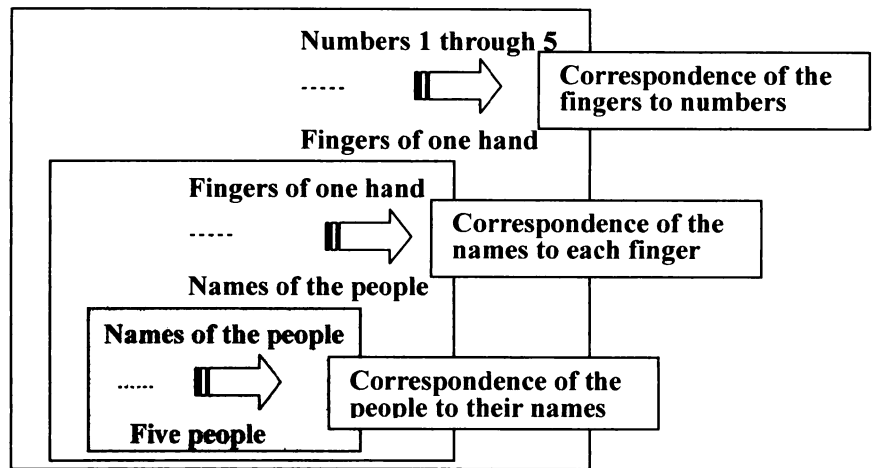 Numbers 1 through 5
.....
Correspondence of the
fingers to numbers
Fingers of one hand
Fingers of one hand
.....
Correspondence of the
names to each finger
Names of the people
Names of the people
......
Correspondence of the
people to their names
Five people